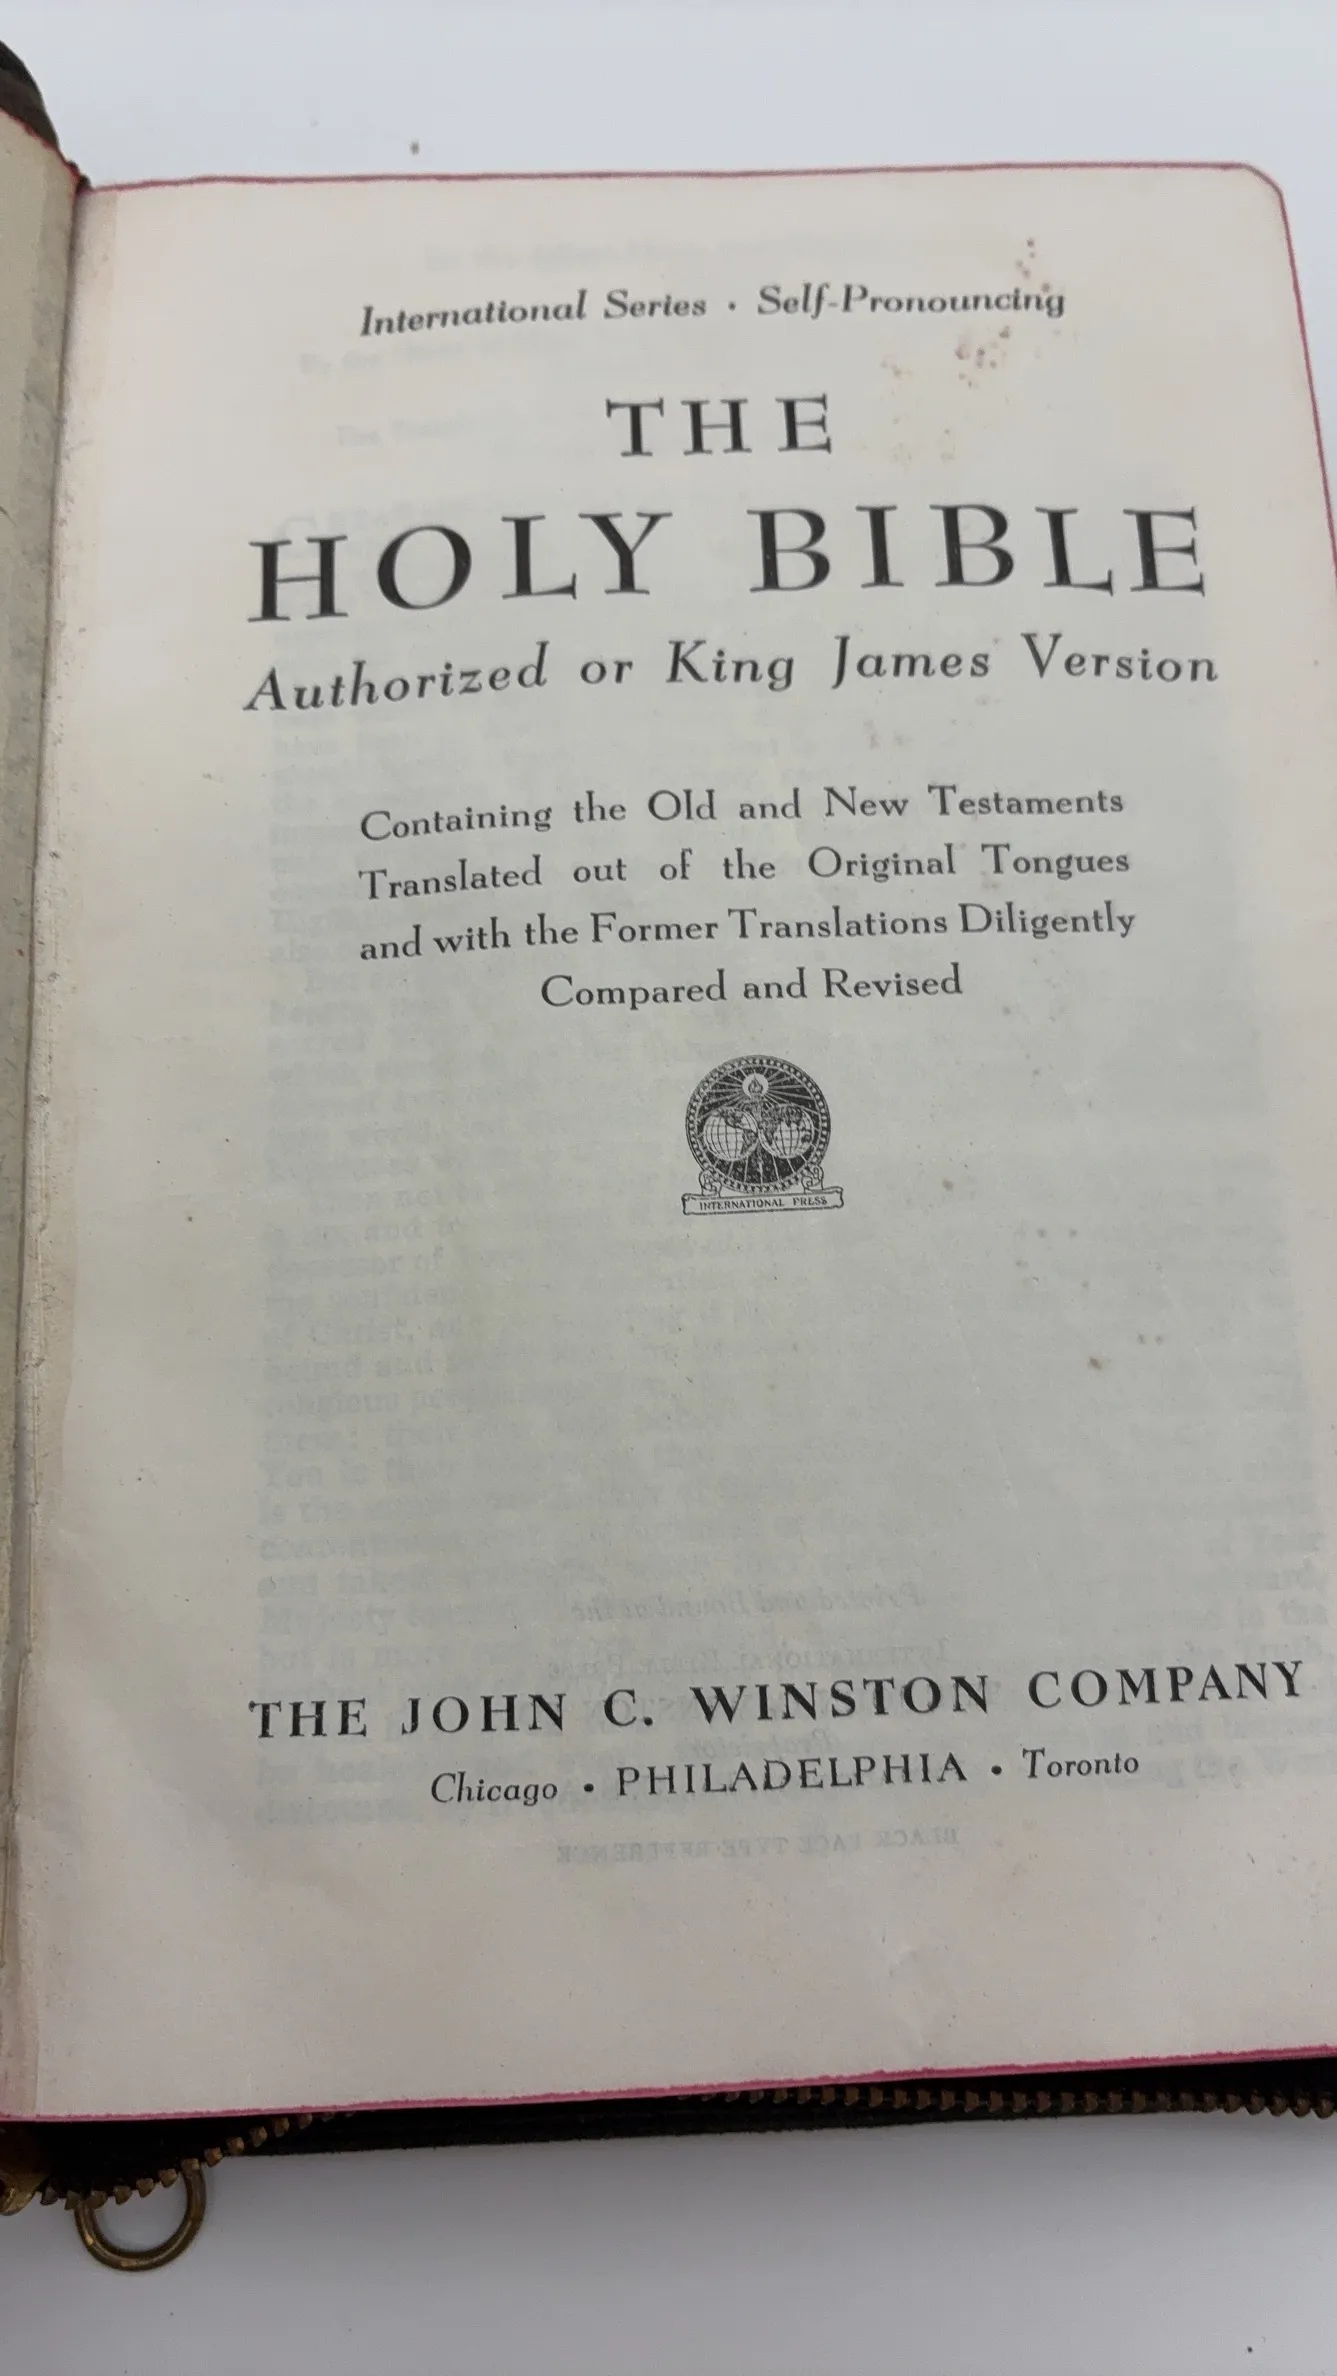 International Series · Self-Pronouncing
THE
HOLY BIBLE
Authorized or King James Version
Containing the Old and New Testaments
Translated out of the Original Tongues
and with the Former Translations Diligently
Compared and Revised
INTERNATIONAL PRESS
THE JOHN C. WINSTON COMPANY
Chicago · PHILADELPHIA · Toronto